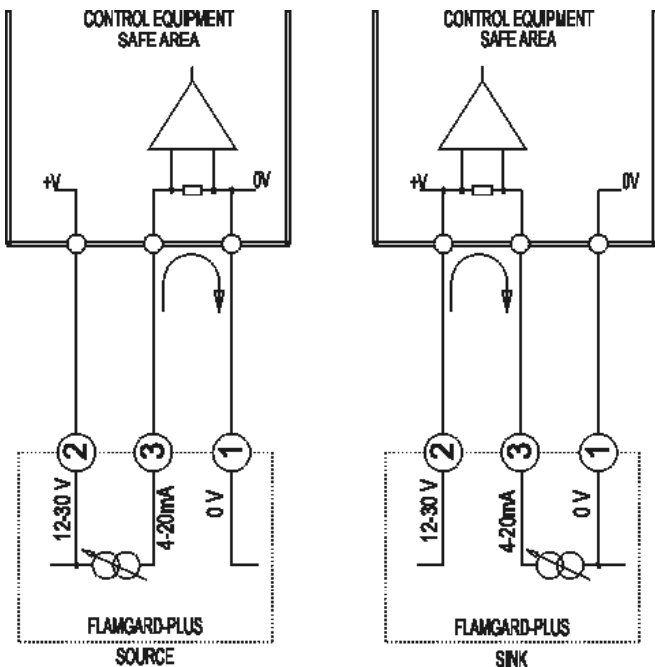 CONTROL EQUIPMENT
SAFE AREA
+V
0V
2
3
1
12-30 V
4-20mA
0 V
FLAMGARD-PLUS
SOURCE
CONTROL EQUIPMENT
SAFE AREA
+V
0V
2
3
1
12-30 V
4-20mA
0 V
FLAMGARD-PLUS
SINK